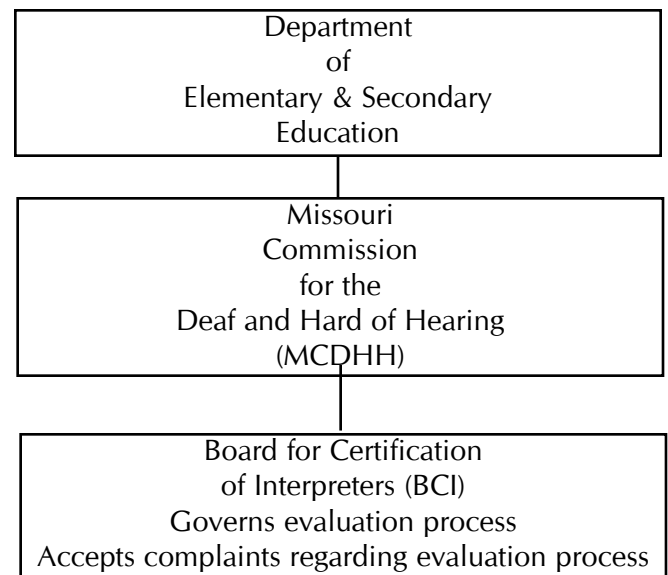 Department
of
Elementary & Secondary
Education
Missouri
Commission
for the
Deaf and Hard of Hearing
(MCDHH)
Board for Certification
of Interpreters (BCI)
Governs evaluation process
Accepts complaints regarding evaluation process